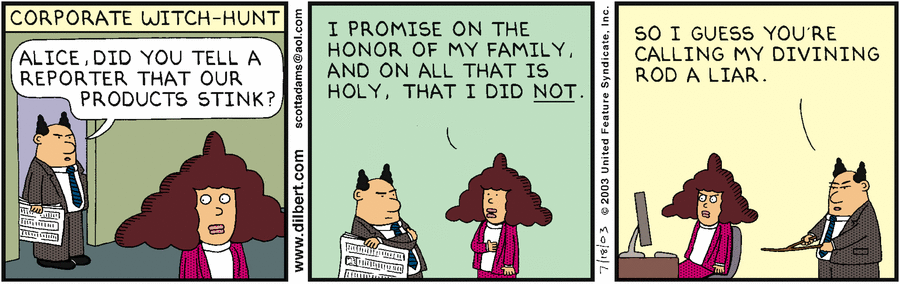 CORPORATE WITCH-HUNT
ALICE, DID YOU TELL A
REPORTER THAT OUR
PRODUCTS STINK?
www.dilbert.com scottadams@aol.com
I PROMISE ON THE
HONOR OF MY FAMILY,
AND ON ALL THAT IS
HOLY, THAT I DID NOT.
7/18/03 © 2003 United Feature Syndicate, Inc.
SO I GUESS YOU'RE
CALLING MY DIVINING
ROD A LIAR.